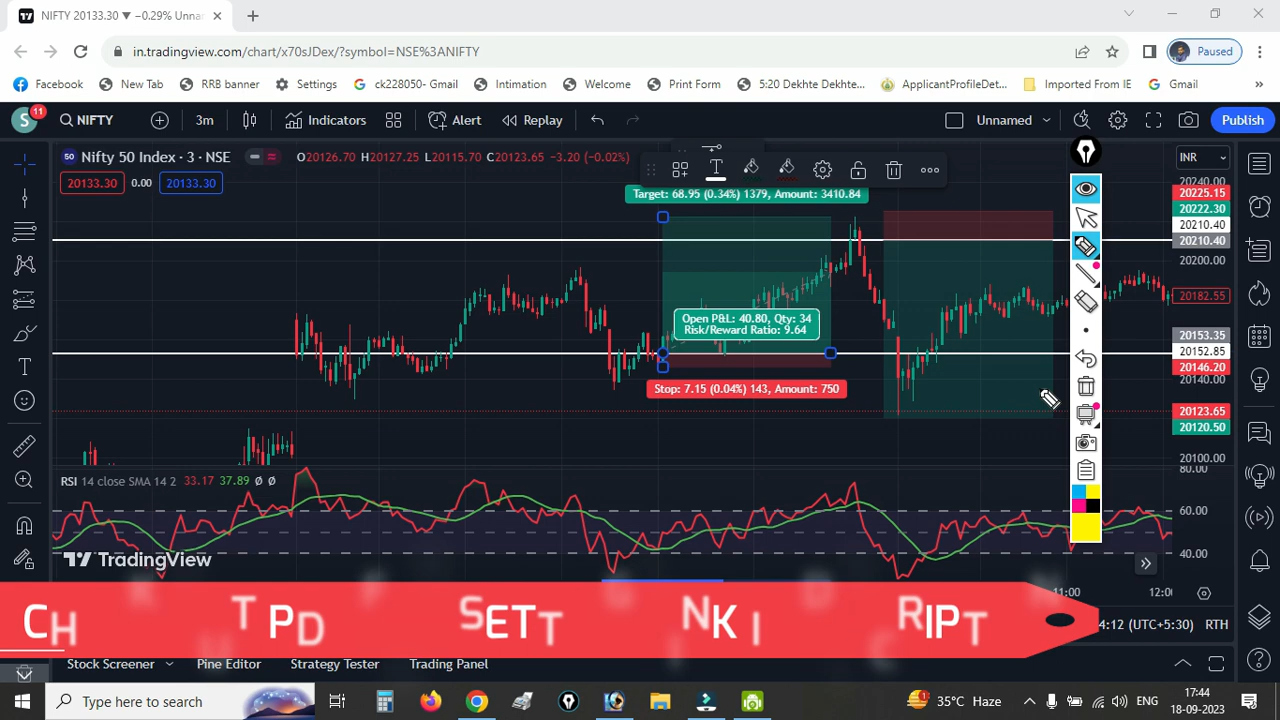 NIFTY 20133.30 ▼ −0.29% Unna
in.tradingview.com/chart/x70sJDex/?symbol=NSE%3ANIFTY
Paused
Facebook
New Tab
RRB banner
Settings
ck228050- Gmail
Intimation
Welcome
Print Form
5:20 Dekhte Dekhte...
ApplicantProfileDet...
Imported From IE
Gmail
S
11
NIFTY
3m
Indicators
Alert
Replay
Unnamed
Publish
50 Nifty 50 Index · 3 · NSE
O20126.70 H20127.25 L20115.70 C20123.65 −3.20 (−0.02%)
INR
20133.30
0.00
20133.30
Target: 68.95 (0.34%) 1379, Amount: 3410.84
Open P&L: 40.80, Qty: 34
Risk/Reward Ratio: 9.64
Stop: 7.15 (0.04%) 143, Amount: 750
20240.00
20225.15
20222.30
20210.40
20210.40
20200.00
20182.55
20153.35
20152.85
20146.20
20140.00
20123.65
20120.50
20100.00
80.00
60.00
40.00
RSI 14 close SMA 14 2 33.17 37.89 Ø Ø
TradingView
11:00
12:00
4:12 (UTC+5:30)
RTH
Stock Screener
Pine Editor
Strategy Tester
Trading Panel
Type here to search
35°C Haze
ENG
17:44
18-09-2023